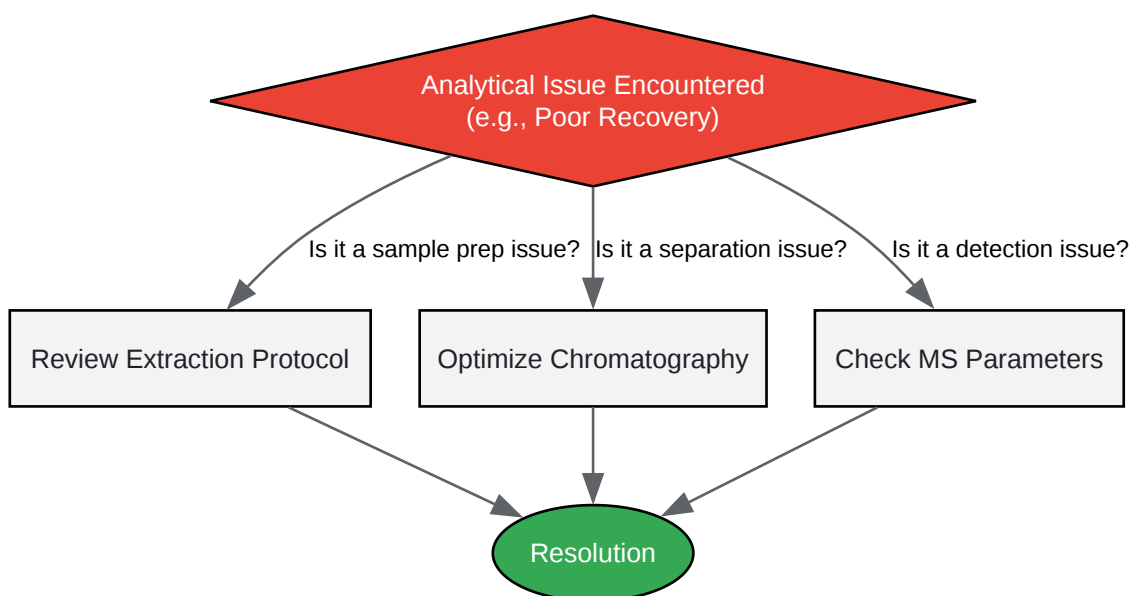 Analytical Issue Encountered
(e.g., Poor Recovery)
Is it a sample prep issue?
Is it a separation issue?
Is it a detection issue?
Review Extraction Protocol
Optimize Chromatography
Check MS Parameters
Resolution